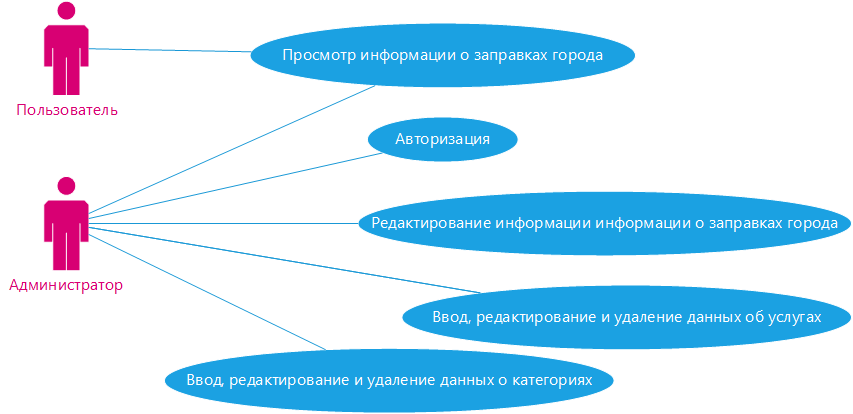 Просмотр информации о заправках города
Пользователь
Авторизация
Редактирование информации информации о заправках города
Администратор
Ввод, редактирование и удаление данных об услугах
Ввод, редактирование и удаление данных о категориях